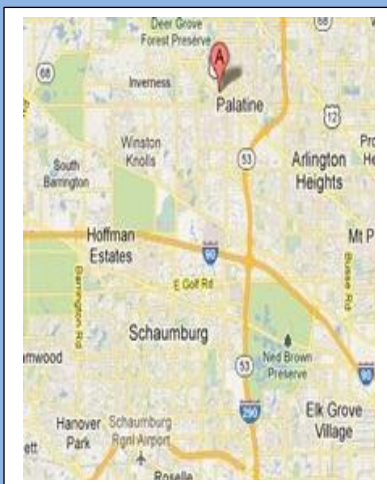 Deer Grove
Forest Preserve
68
A
68
Inverness
Palatine
12
Winston
Knolls
53
Arlington
Heights
South
Barrington
Hoffman
Estates
90
Mt P
Barrington Rd
E Golf Rd
Busse Rd
Schaumburg
Ned Brown
Preserve
53
90
290
Elk Grove
Village
Hanover
Park
Schaumburg
Rgnl Airport
Roselle